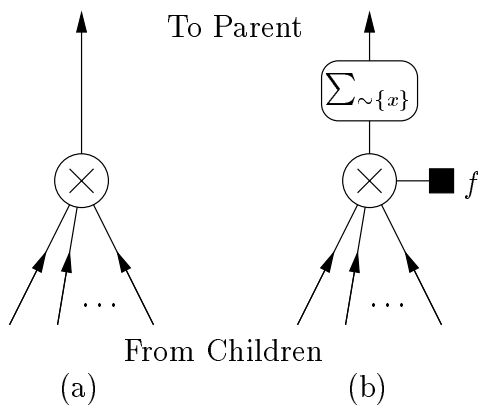 To Parent
∑∼{x}
× × f
... ...
From Children
(a) (b)